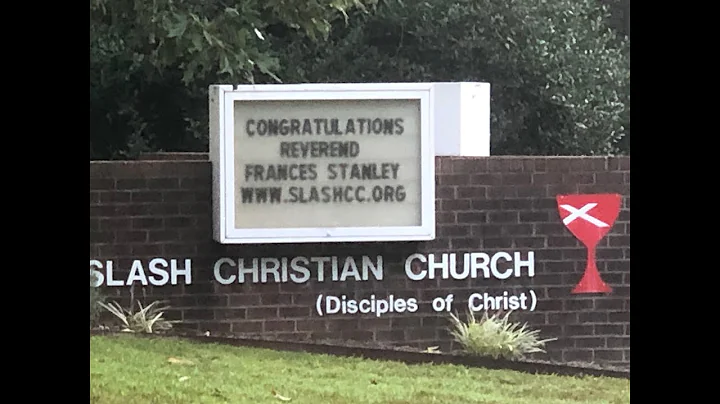 CONGRATULATIONS
REVEREND
FRANCES STANLEY
WWW.SLASHCC.ORG
SLASH CHRISTIAN CHURCH
(Disciples of Christ)